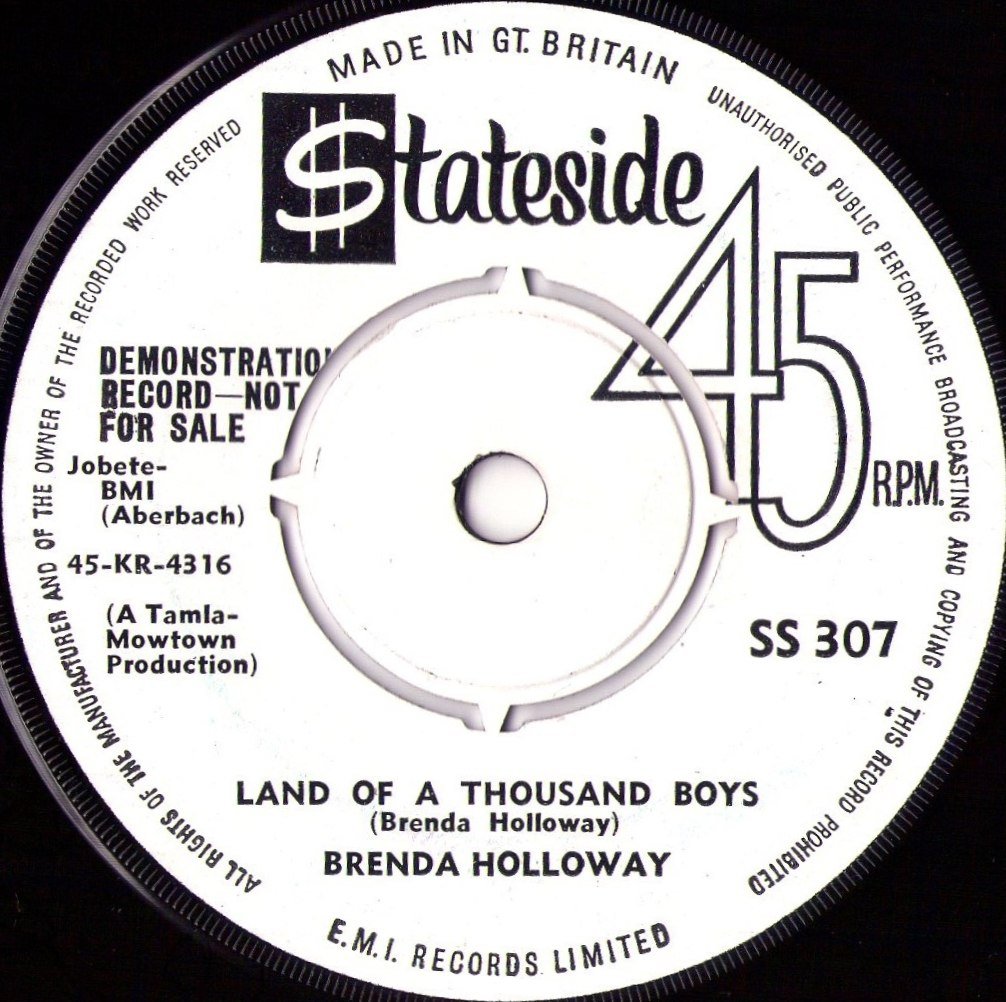 MADE IN GT. BRITAIN
$tateside
45
R.P.M.
DEMONSTRATION
RECORD—NOT
FOR SALE
Jobete-
BMI
(Aberbach)
45-KR-4316
(A Tamla-
Mowtown
Production)
SS 307
LAND OF A THOUSAND BOYS
(Brenda Holloway)
BRENDA HOLLOWAY
E.M.I. RECORDS LIMITED
ALL RIGHTS OF THE MANUFACTURER AND OF THE OWNER OF THE RECORDED WORK RESERVED
UNAUTHORISED PUBLIC PERFORMANCE BROADCASTING AND COPYING OF THIS RECORD PROHIBITED